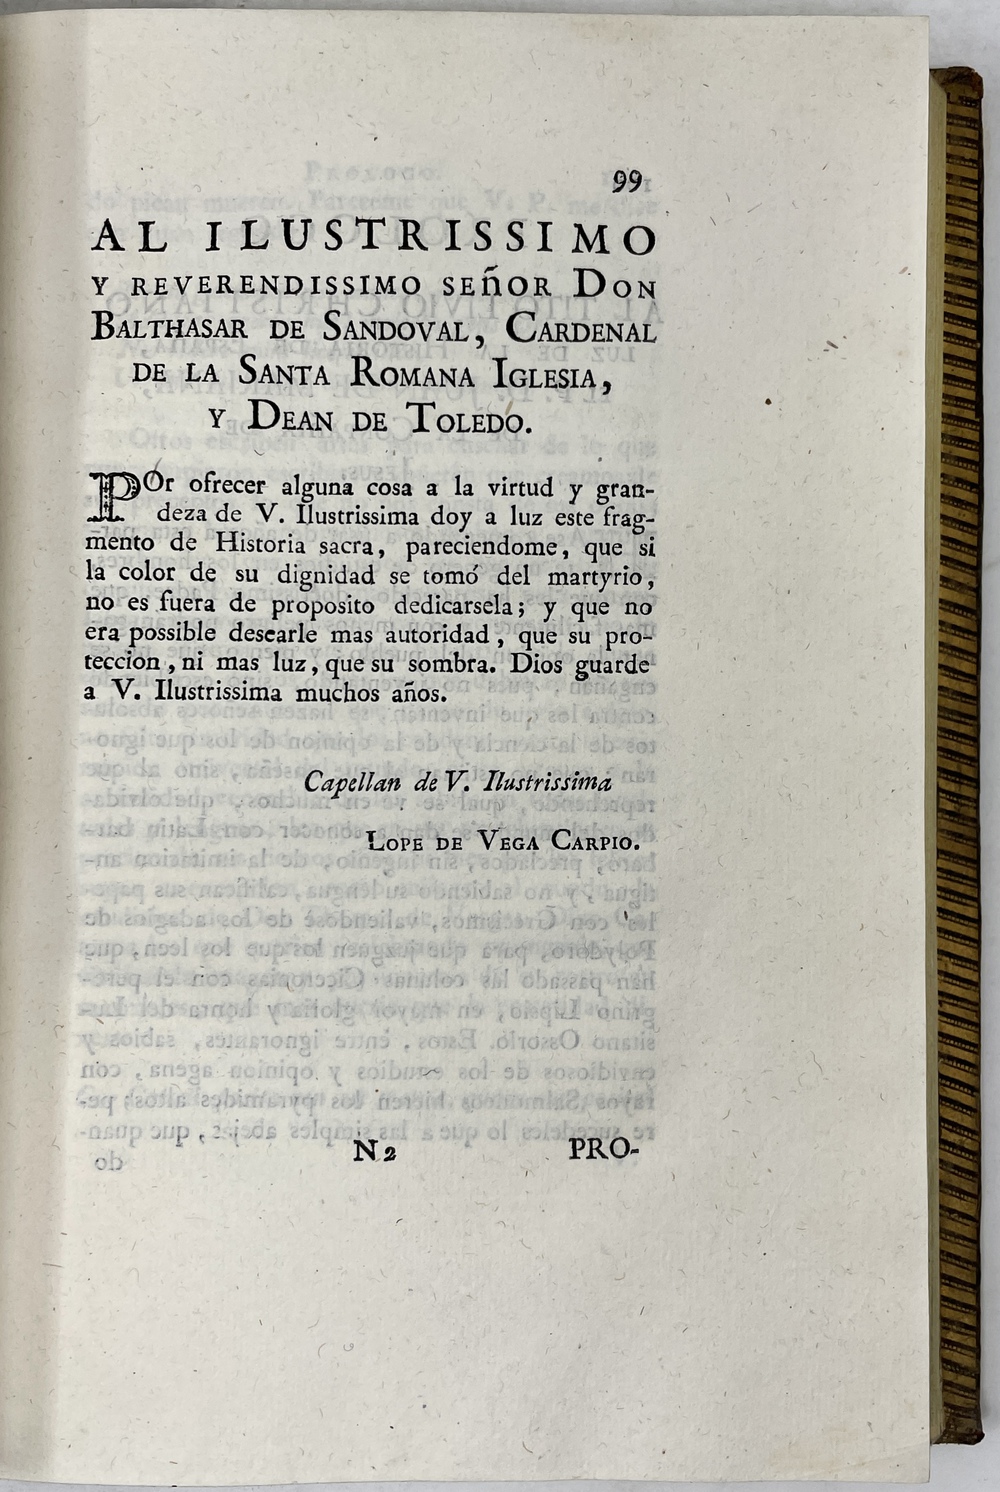 99
AL ILUSTRISSIMO
Y REVERENDISSIMO SEÑOR DON
BALTHASAR DE SANDOVAL, CARDENAL
DE LA SANTA ROMANA IGLESIA,
Y DEAN DE TOLEDO.
POr ofrecer alguna cosa a la virtud y gran-
deza de V. Ilustrissima doy a luz este frag-
mento de Historia sacra, pareciendome, que si
la color de su dignidad se tomó del martyrio,
no es fuera de proposito dedicarsela; y que no
era possible desearle mas autoridad, que su pro-
teccion, ni mas luz, que su sombra. Dios guarde
a V. Ilustrissima muchos años.
Capellan de V. Ilustrissima
LOPE DE VEGA CARPIO.
N2 PRO-